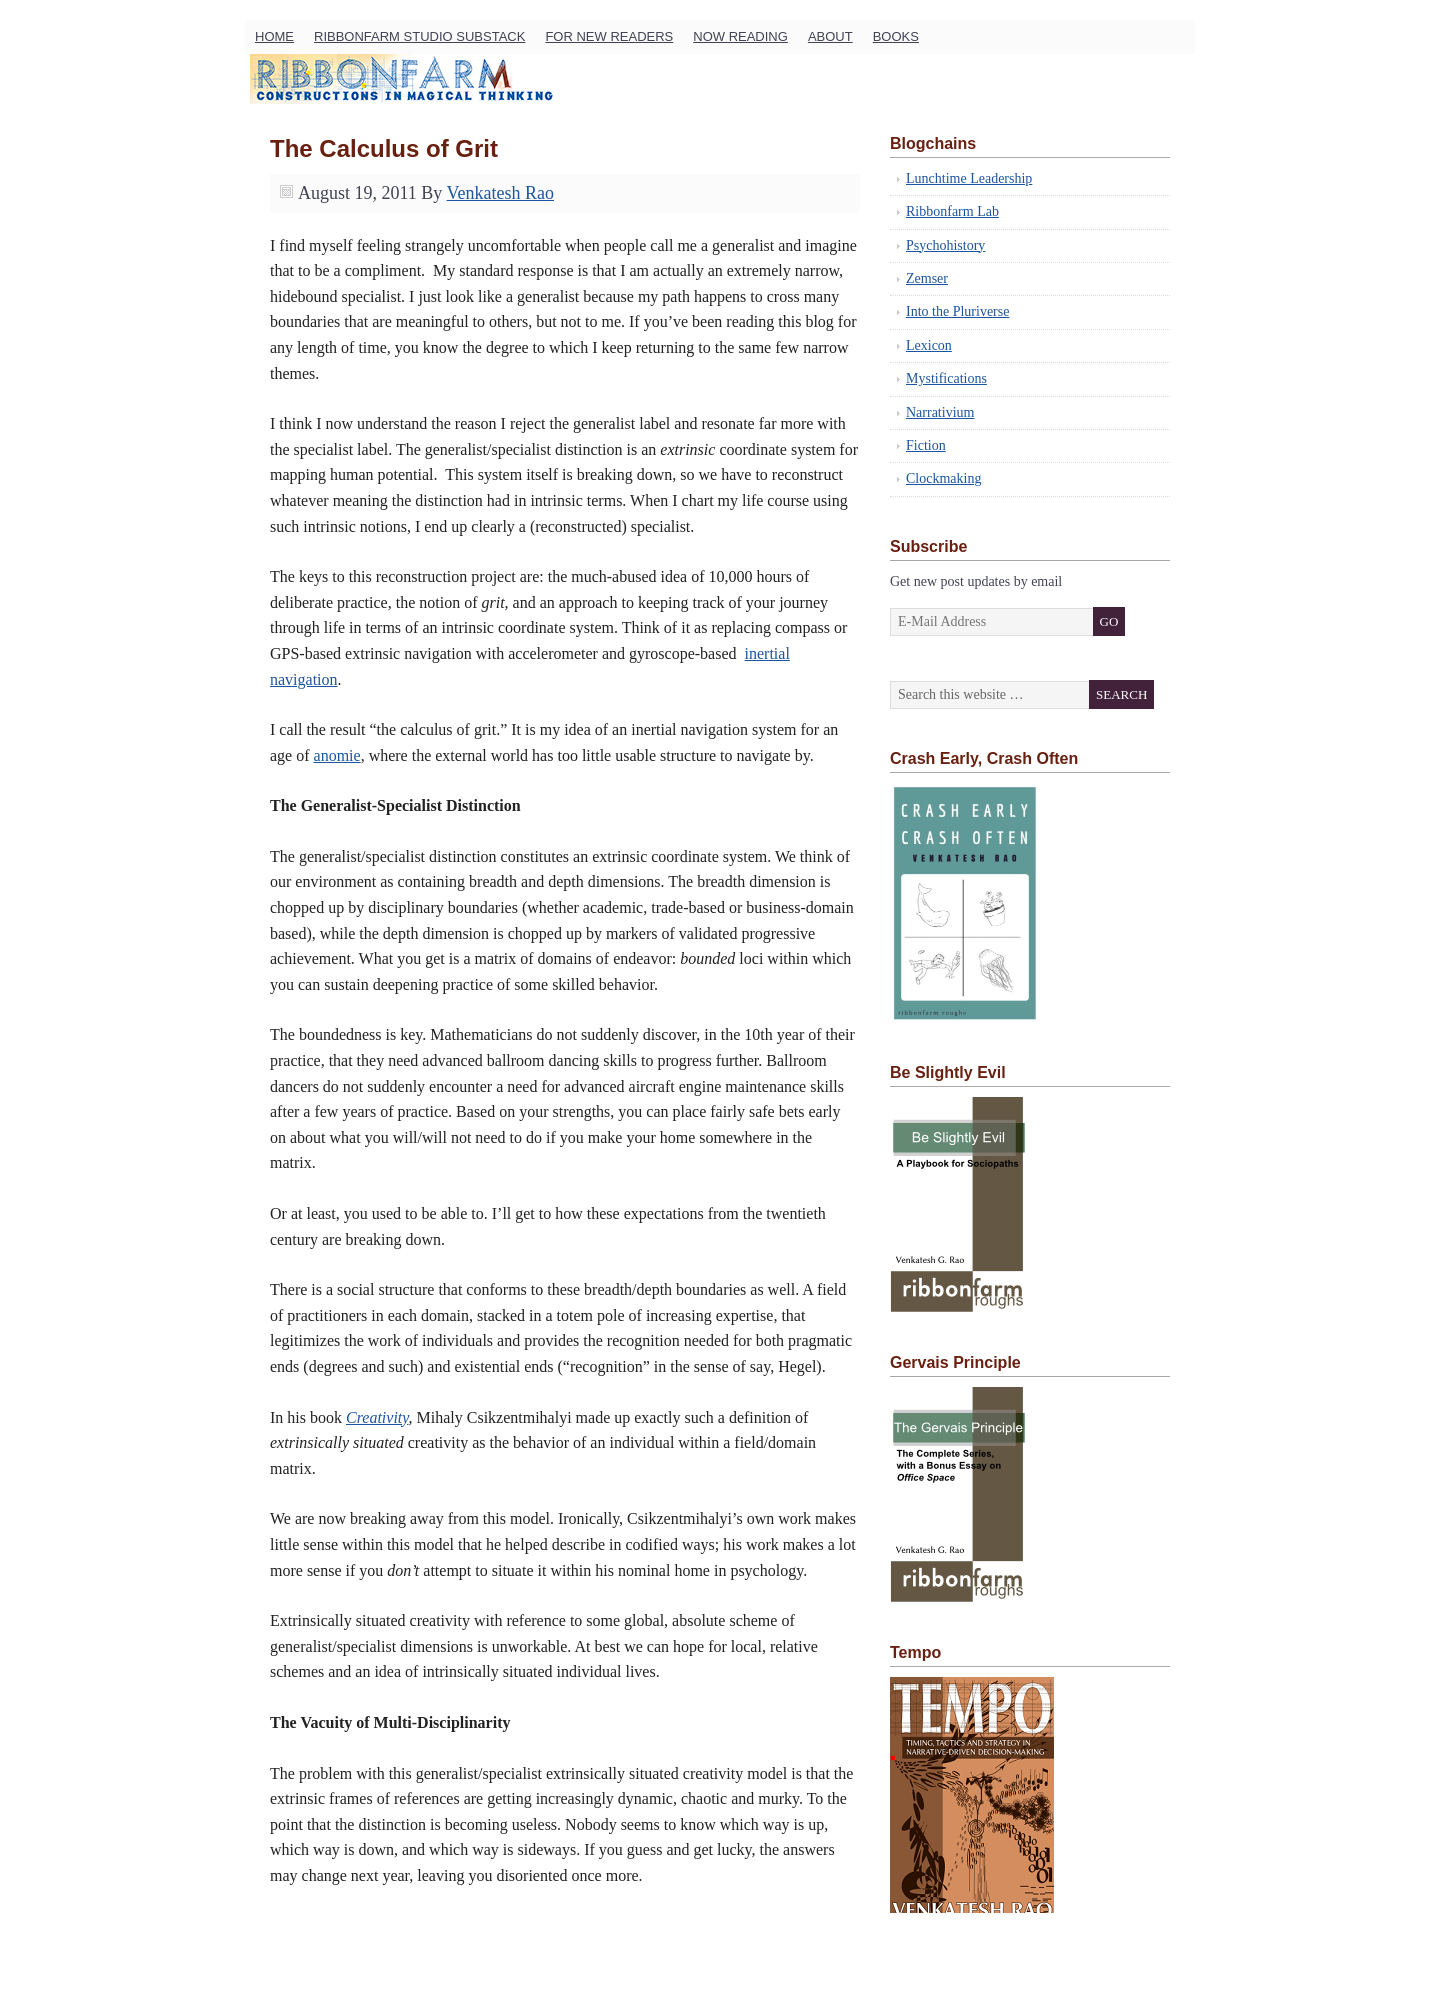 HOME RIBBONFARM STUDIO SUBSTACK FOR NEW READERS NOW READING ABOUT BOOKS
RIBBONFARM
CONSTRUCTIONS IN MAGICAL THINKING
The Calculus of Grit
August 19, 2011 By Venkatesh Rao
I find myself feeling strangely uncomfortable when people call me a generalist and imagine
that to be a compliment.  My standard response is that I am actually an extremely narrow,
hidebound specialist. I just look like a generalist because my path happens to cross many
boundaries that are meaningful to others, but not to me. If you’ve been reading this blog for
any length of time, you know the degree to which I keep returning to the same few narrow
themes.
I think I now understand the reason I reject the generalist label and resonate far more with
the specialist label. The generalist/specialist distinction is an extrinsic coordinate system for
mapping human potential.  This system itself is breaking down, so we have to reconstruct
whatever meaning the distinction had in intrinsic terms. When I chart my life course using
such intrinsic notions, I end up clearly a (reconstructed) specialist.
The keys to this reconstruction project are: the much-abused idea of 10,000 hours of
deliberate practice, the notion of grit, and an approach to keeping track of your journey
through life in terms of an intrinsic coordinate system. Think of it as replacing compass or
GPS-based extrinsic navigation with accelerometer and gyroscope-based  inertial
navigation.
I call the result “the calculus of grit.” It is my idea of an inertial navigation system for an
age of anomie, where the external world has too little usable structure to navigate by.
The Generalist-Specialist Distinction
The generalist/specialist distinction constitutes an extrinsic coordinate system. We think of
our environment as containing breadth and depth dimensions. The breadth dimension is
chopped up by disciplinary boundaries (whether academic, trade-based or business-domain
based), while the depth dimension is chopped up by markers of validated progressive
achievement. What you get is a matrix of domains of endeavor: bounded loci within which
you can sustain deepening practice of some skilled behavior.
The boundedness is key. Mathematicians do not suddenly discover, in the 10th year of their
practice, that they need advanced ballroom dancing skills to progress further. Ballroom
dancers do not suddenly encounter a need for advanced aircraft engine maintenance skills
after a few years of practice. Based on your strengths, you can place fairly safe bets early
on about what you will/will not need to do if you make your home somewhere in the
matrix.
Or at least, you used to be able to. I’ll get to how these expectations from the twentieth
century are breaking down.
There is a social structure that conforms to these breadth/depth boundaries as well. A field
of practitioners in each domain, stacked in a totem pole of increasing expertise, that
legitimizes the work of individuals and provides the recognition needed for both pragmatic
ends (degrees and such) and existential ends (“recognition” in the sense of say, Hegel).
In his book Creativity, Mihaly Csikzentmihalyi made up exactly such a definition of
extrinsically situated creativity as the behavior of an individual within a field/domain
matrix.
We are now breaking away from this model. Ironically, Csikzentmihalyi’s own work makes
little sense within this model that he helped describe in codified ways; his work makes a lot
more sense if you don’t attempt to situate it within his nominal home in psychology.
Extrinsically situated creativity with reference to some global, absolute scheme of
generalist/specialist dimensions is unworkable. At best we can hope for local, relative
schemes and an idea of intrinsically situated individual lives.
The Vacuity of Multi-Disciplinarity
The problem with this generalist/specialist extrinsically situated creativity model is that the
extrinsic frames of references are getting increasingly dynamic, chaotic and murky. To the
point that the distinction is becoming useless. Nobody seems to know which way is up,
which way is down, and which way is sideways. If you guess and get lucky, the answers
may change next year, leaving you disoriented once more.
Blogchains
Lunchtime Leadership
Ribbonfarm Lab
Psychohistory
Zemser
Into the Pluriverse
Lexicon
Mystifications
Narrativium
Fiction
Clockmaking
Subscribe
Get new post updates by email
E-Mail Address GO
Search this website … SEARCH
Crash Early, Crash Often
CRASH EARLY
CRASH OFTEN
VENKATESH RAO
ribbonfarm roughs
Be Slightly Evil
Be Slightly Evil
A Playbook for Sociopaths
Venkatesh G. Rao
ribbonfarm
roughs
Gervais Principle
The Gervais Principle
The Complete Series,
with a Bonus Essay on
Office Space
Venkatesh G. Rao
ribbonfarm
roughs
Tempo
TEMPO
TIMING, TACTICS AND STRATEGY IN
NARRATIVE-DRIVEN DECISION-MAKING
VENKATESH RAO